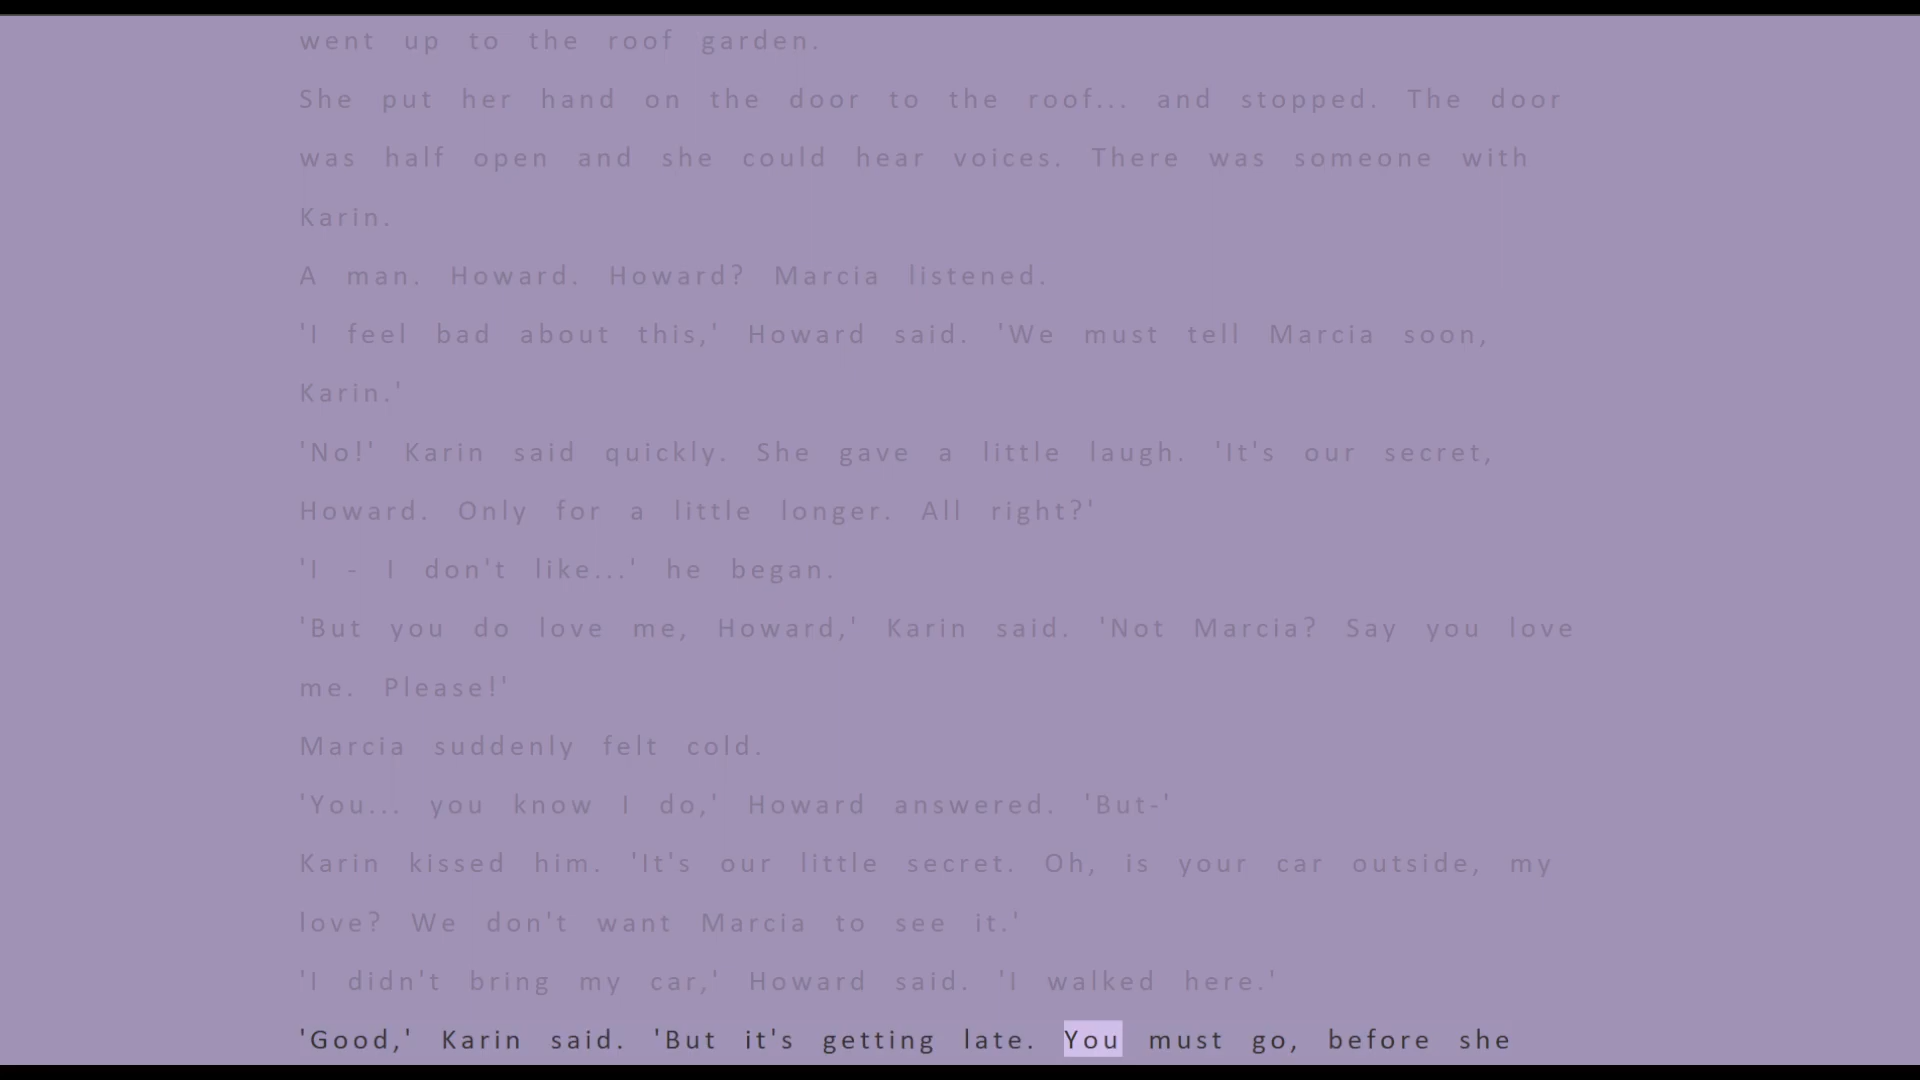 went up to the roof garden.
She put her hand on the door to the roof... and stopped. The door
was half open and she could hear voices. There was someone with
Karin.
A man. Howard. Howard? Marcia listened.
'I feel bad about this,' Howard said. 'We must tell Marcia soon,
Karin.'
'No!' Karin said quickly. She gave a little laugh. 'It's our secret,
Howard. Only for a little longer. All right?'
'I - I don't like...' he began.
'But you do love me, Howard,' Karin said. 'Not Marcia? Say you love
me. Please!'
Marcia suddenly felt cold.
'You... you know I do,' Howard answered. 'But-'
Karin kissed him. 'It's our little secret. Oh, is your car outside, my
love? We don't want Marcia to see it.'
'I didn't bring my car,' Howard said. 'I walked here.'
'Good,' Karin said. 'But it's getting late. You must go, before she